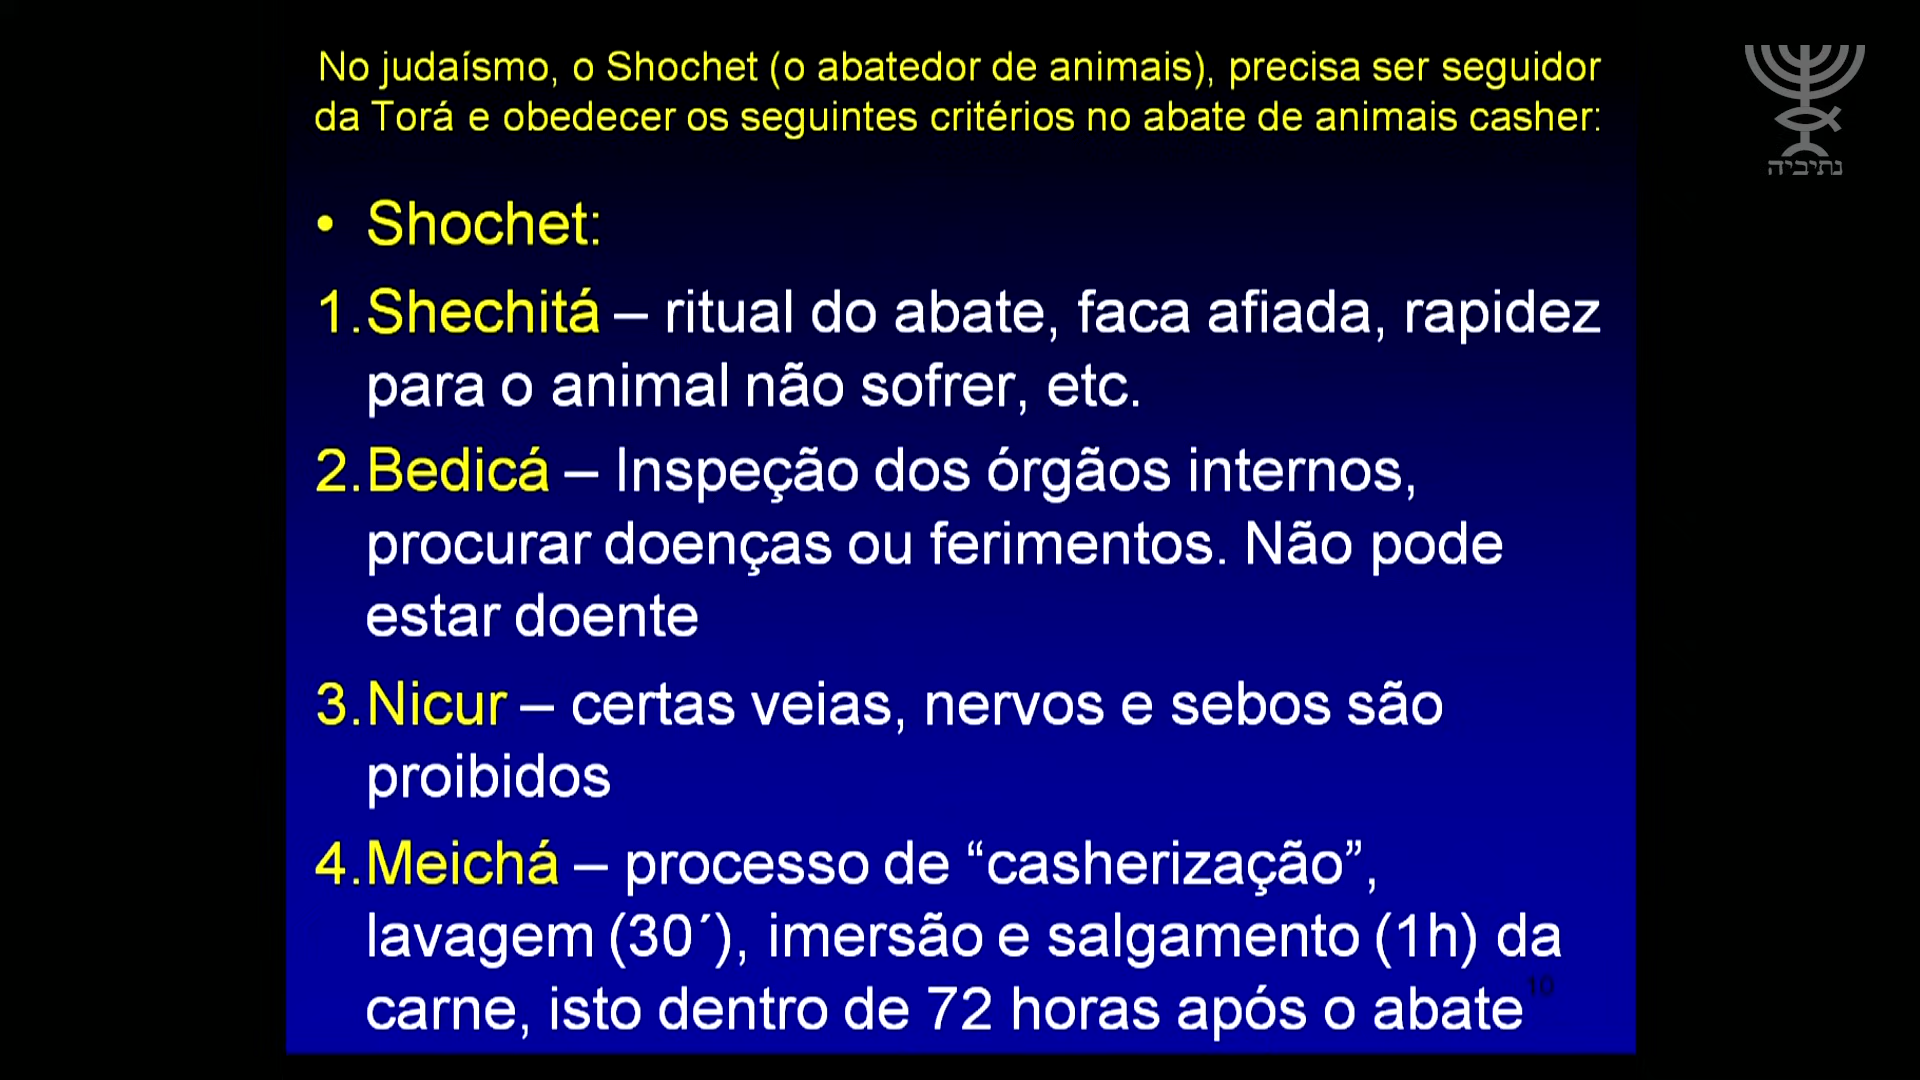 No judaísmo, o Shochet (o abatedor de animais), precisa ser seguidor
da Torá e obedecer os seguintes critérios no abate de animais casher:
נתיביה
• Shochet:
1.Shechitá – ritual do abate, faca afiada, rapidez
para o animal não sofrer, etc.
2.Bedicá – Inspeção dos órgãos internos,
procurar doenças ou ferimentos. Não pode
estar doente
3.Nicur – certas veias, nervos e sebos são
proibidos
4.Meichá – processo de “casherização”,
lavagem (30´), imersão e salgamento (1h) da
carne, isto dentro de 72 horas após o abate
10